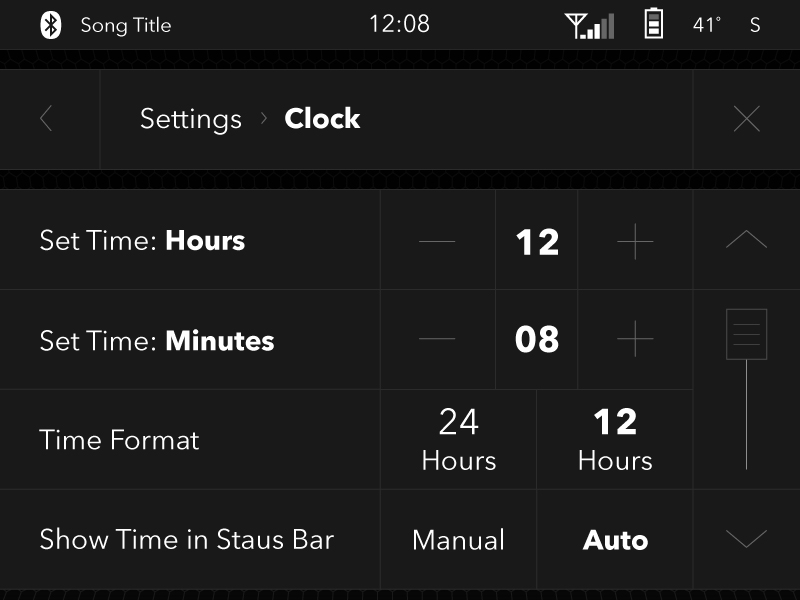 Song Title 12:08 41° S
Settings › Clock
Set Time: Hours — 12 +
Set Time: Minutes — 08 +
Time Format 24 Hours 12 Hours
Show Time in Staus Bar Manual Auto